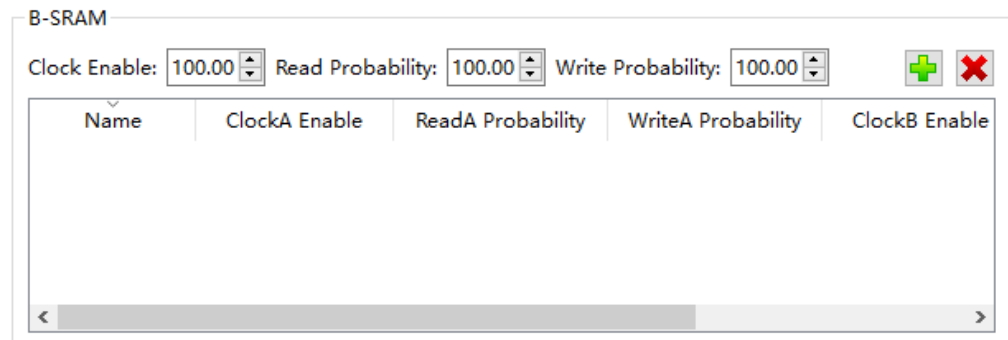 B-SRAM
Clock Enable: 100.00 Read Probability: 100.00 Write Probability: 100.00
Name ClockA Enable ReadA Probability WriteA Probability ClockB Enable